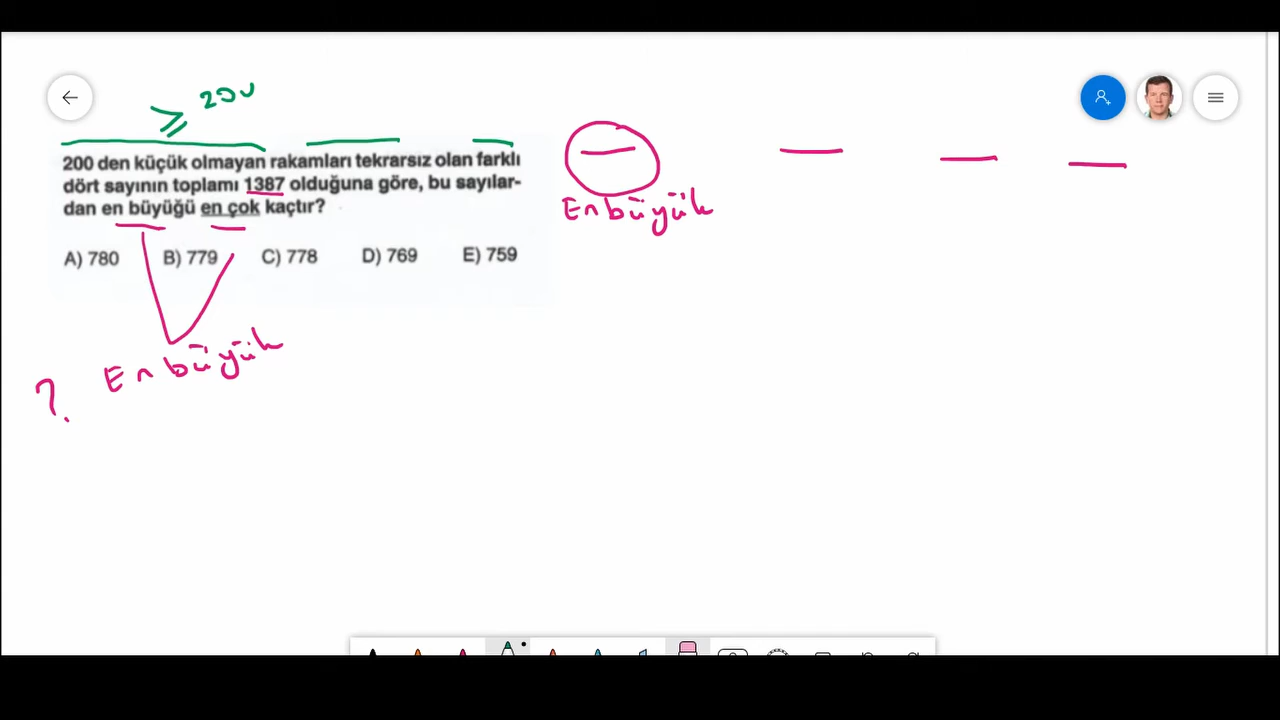 ≥ 200
200 den küçük olmayan rakamları tekrarsız olan farklı
dört sayının toplamı 1387 olduğuna göre, bu sayılar-
dan en büyüğü en çok kaçtır?
A) 780 B) 779 C) 778 D) 769 E) 759
En büyük
? En büyük